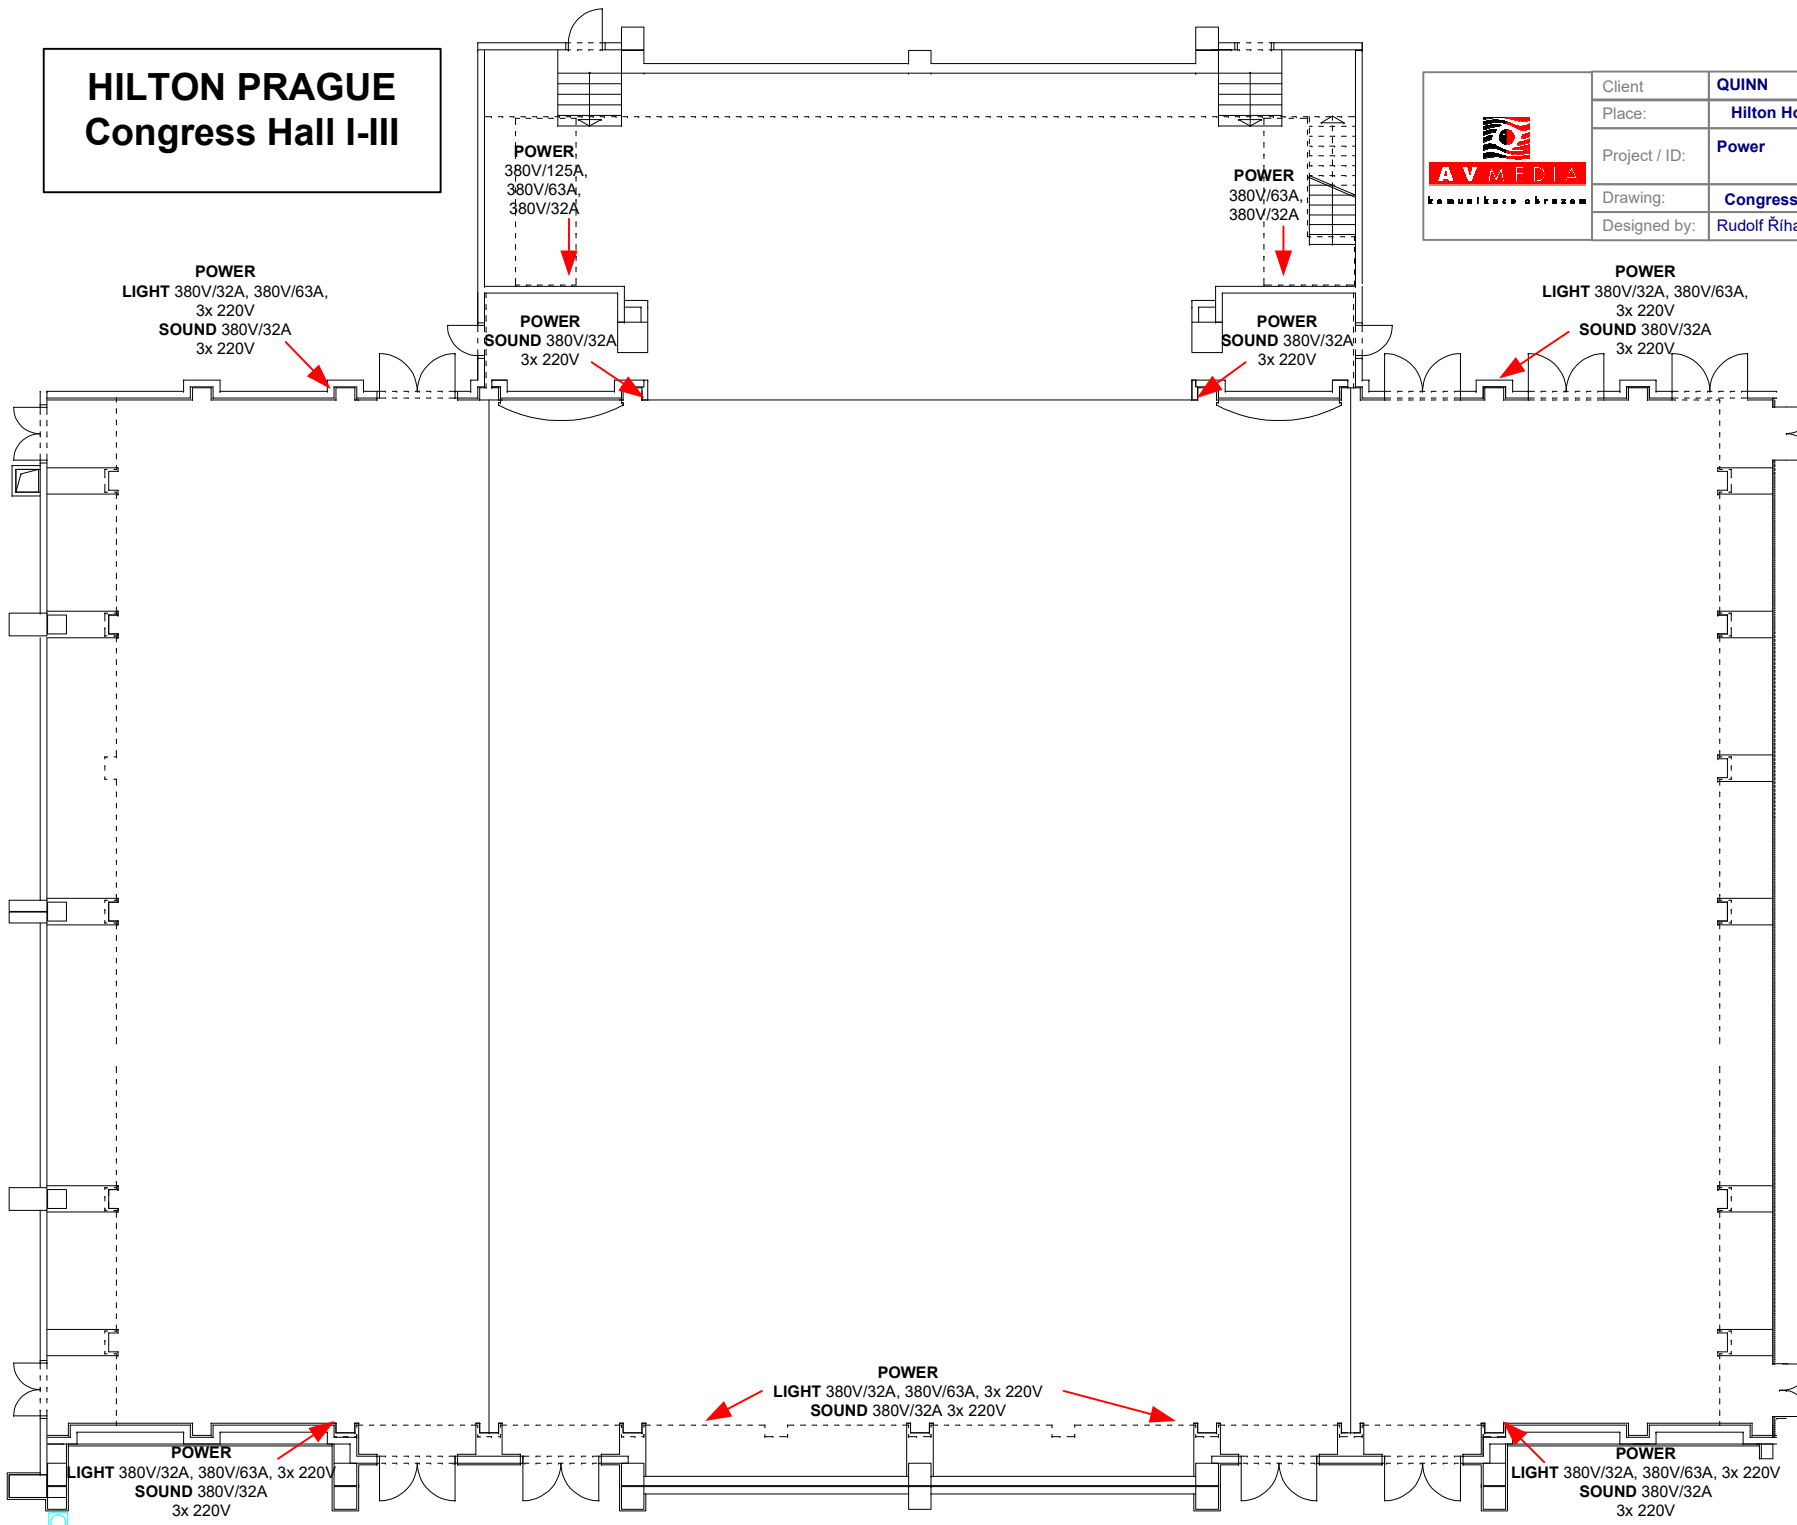 HILTON PRAGUE
Congress Hall I-III
Client QUINN
Place: Hilton Ho
Project / ID: Power
Drawing: Congress
Designed by: Rudolf Říha
AV MEDIA
komunikace obrazem
POWER
380V/125A,
380V/63A,
380V/32A
POWER
380V/63A,
380V/32A
POWER
LIGHT 380V/32A, 380V/63A,
3x 220V
SOUND 380V/32A
3x 220V
POWER
SOUND 380V/32A
3x 220V
POWER
SOUND 380V/32A
3x 220V
POWER
LIGHT 380V/32A, 380V/63A,
3x 220V
SOUND 380V/32A
3x 220V
POWER
LIGHT 380V/32A, 380V/63A, 3x 220V
SOUND 380V/32A 3x 220V
POWER
LIGHT 380V/32A, 380V/63A, 3x 220V
SOUND 380V/32A
3x 220V
POWER
LIGHT 380V/32A, 380V/63A, 3x 220V
SOUND 380V/32A
3x 220V